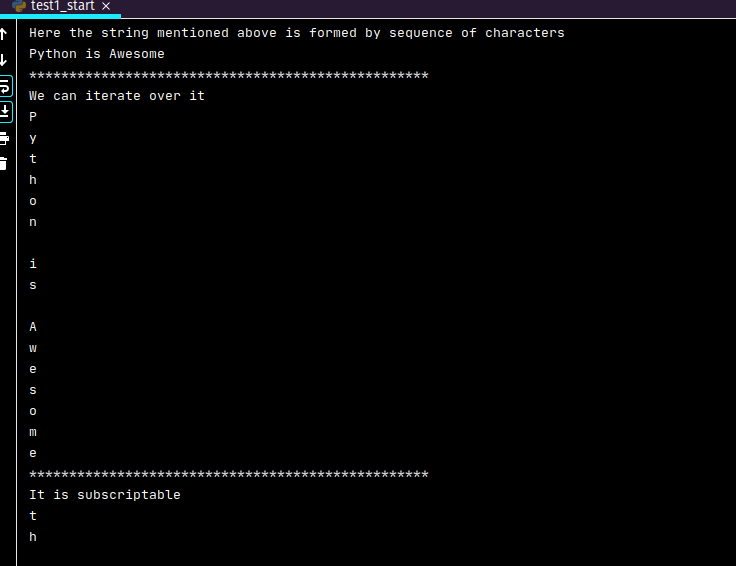 test1_start ×
Here the string mentioned above is formed by sequence of characters
Python is Awesome
**************************************************
We can iterate over it
P
y
t
h
o
n
i
s
A
w
e
s
o
m
e
**************************************************
It is subscriptable
t
h